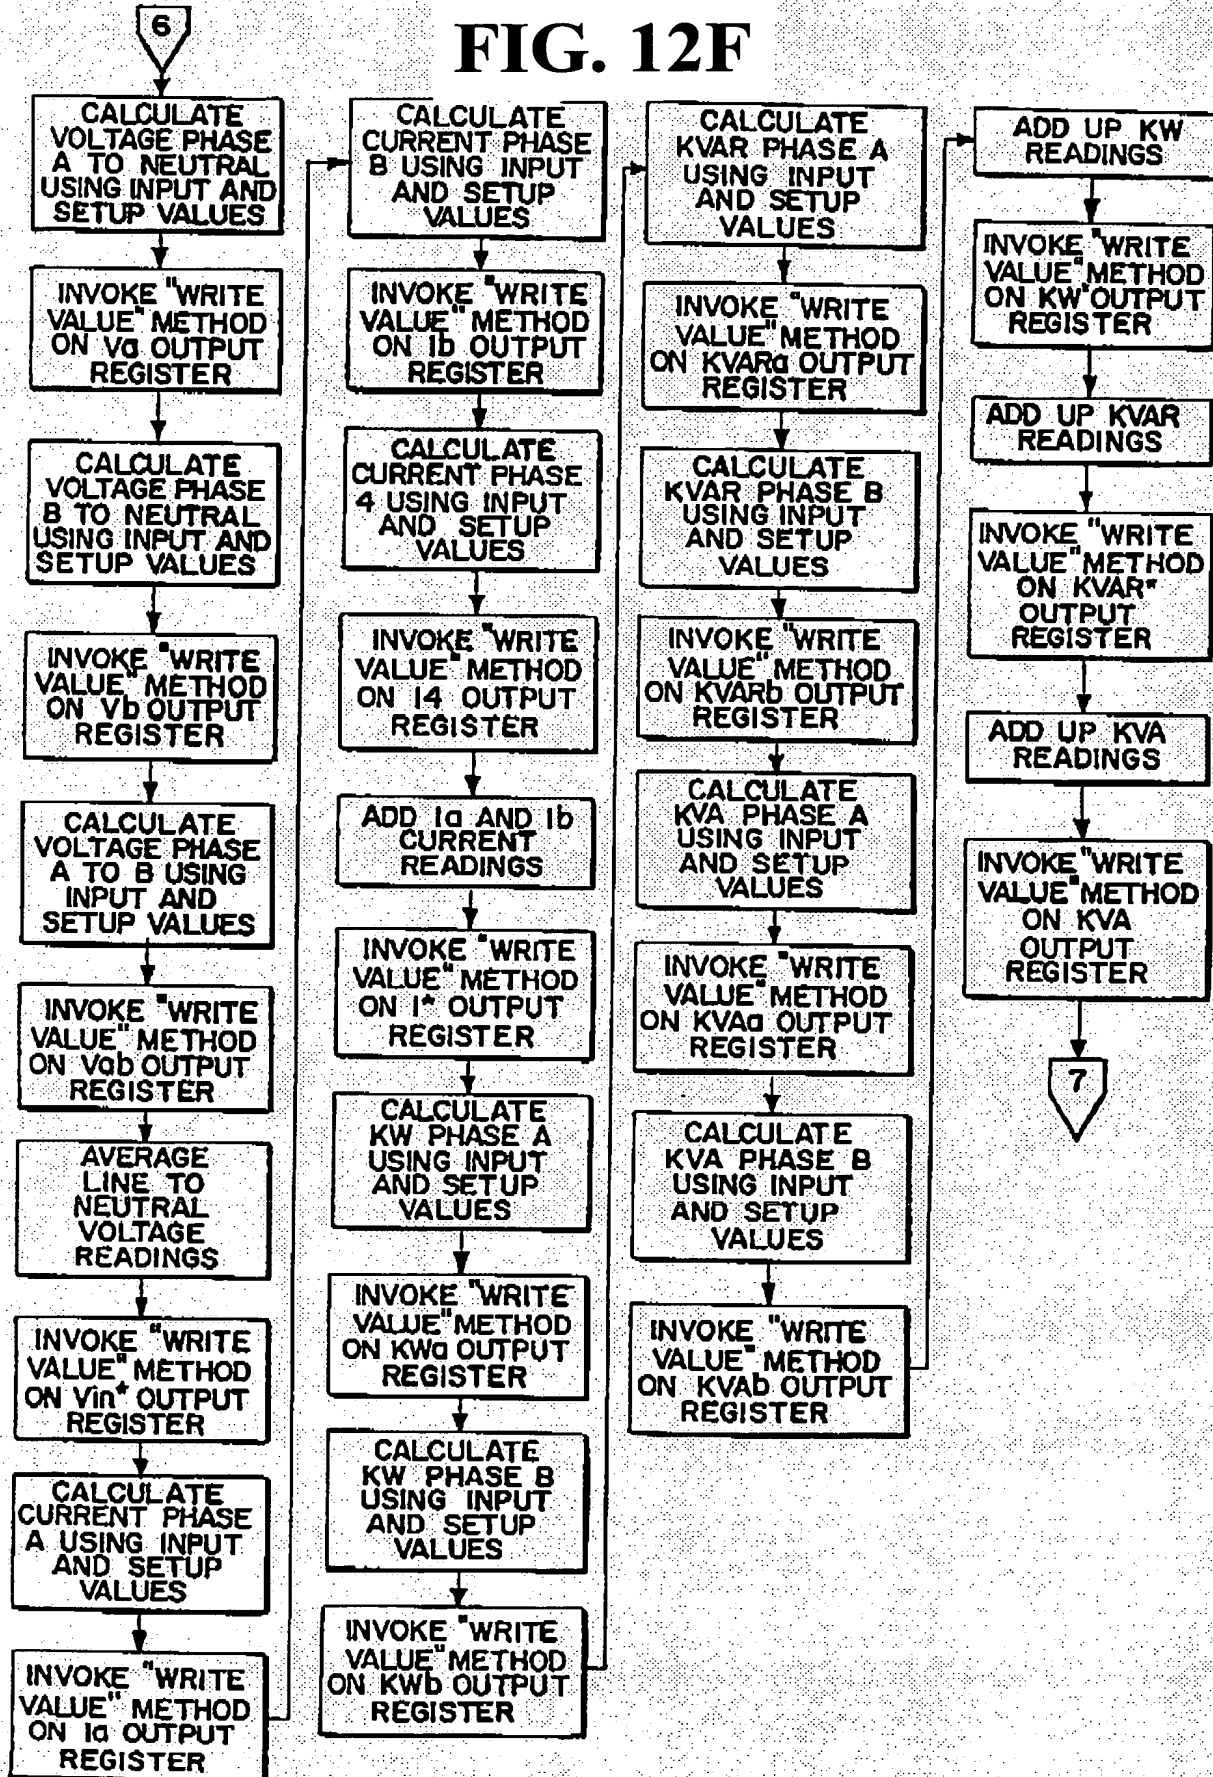 FIG. 12F
6
CALCULATE
VOLTAGE PHASE
A TO NEUTRAL
USING INPUT AND
SETUP VALUES
INVOKE "WRITE
VALUE" METHOD
ON Va OUTPUT
REGISTER
CALCULATE
VOLTAGE PHASE
B TO NEUTRAL
USING INPUT AND
SETUP VALUES
INVOKE "WRITE
VALUE" METHOD
ON Vb OUTPUT
REGISTER
CALCULATE
VOLTAGE PHASE
A TO B USING
INPUT AND
SETUP VALUES
INVOKE "WRITE
VALUE" METHOD
ON Vab OUTPUT
REGISTER
AVERAGE
LINE TO
NEUTRAL
VOLTAGE
READINGS
INVOKE "WRITE
VALUE" METHOD
ON Vin* OUTPUT
REGISTER
CALCULATE
CURRENT PHASE
A USING INPUT
AND SETUP
VALUES
INVOKE "WRITE
VALUE" METHOD
ON Ia OUTPUT
REGISTER
CALCULATE
CURRENT PHASE
B USING INPUT
AND SETUP
VALUES
INVOKE "WRITE
VALUE" METHOD
ON Ib OUTPUT
REGISTER
CALCULATE
CURRENT PHASE
4 USING INPUT
AND SETUP
VALUES
INVOKE "WRITE
VALUE" METHOD
ON I4 OUTPUT
REGISTER
ADD Ia AND Ib
CURRENT
READINGS
INVOKE "WRITE
VALUE" METHOD
ON I* OUTPUT
REGISTER
CALCULATE
KW PHASE A
USING INPUT
AND SETUP
VALUES
INVOKE "WRITE
VALUE" METHOD
ON KWa OUTPUT
REGISTER
CALCULATE
KW PHASE B
USING INPUT
AND SETUP
VALUES
INVOKE "WRITE
VALUE" METHOD
ON KWb OUTPUT
REGISTER
CALCULATE
KVAR PHASE A
USING INPUT
AND SETUP
VALUES
INVOKE "WRITE
VALUE" METHOD
ON KVARa OUTPUT
REGISTER
CALCULATE
KVAR PHASE B
USING INPUT
AND SETUP
VALUES
INVOKE "WRITE
VALUE" METHOD
ON KVARb OUTPUT
REGISTER
CALCULATE
KVA PHASE A
USING INPUT
AND SETUP
VALUES
INVOKE "WRITE
VALUE" METHOD
ON KVAa OUTPUT
REGISTER
CALCULATE
KVA PHASE B
USING INPUT
AND SETUP
VALUES
INVOKE "WRITE
VALUE" METHOD
ON KVAb OUTPUT
REGISTER
ADD UP KW
READINGS
INVOKE "WRITE
VALUE" METHOD
ON KW* OUTPUT
REGISTER
ADD UP KVAR
READINGS
INVOKE "WRITE
VALUE" METHOD
ON KVAR*
OUTPUT
REGISTER
ADD UP KVA
READINGS
INVOKE "WRITE
VALUE" METHOD
ON KVA
OUTPUT
REGISTER
7